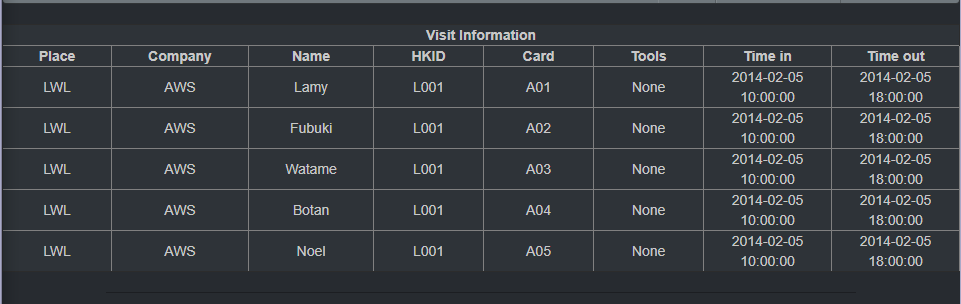 Visit Information
Place Company Name HKID Card Tools Time in Time out
LWL AWS Lamy L001 A01 None 2014-02-05 10:00:00 2014-02-05 18:00:00
LWL AWS Fubuki L001 A02 None 2014-02-05 10:00:00 2014-02-05 18:00:00
LWL AWS Watame L001 A03 None 2014-02-05 10:00:00 2014-02-05 18:00:00
LWL AWS Botan L001 A04 None 2014-02-05 10:00:00 2014-02-05 18:00:00
LWL AWS Noel L001 A05 None 2014-02-05 10:00:00 2014-02-05 18:00:00